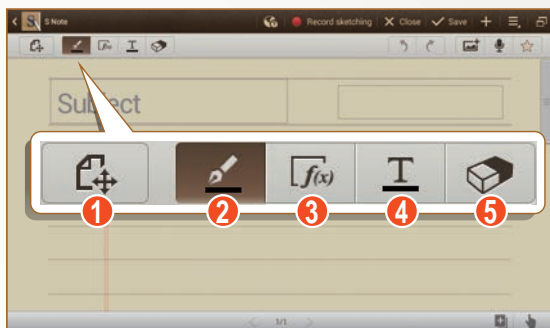 S Note Record sketching Close Save
f(x) T
Subject
f(x) T
1 2 3 4 5
1/1